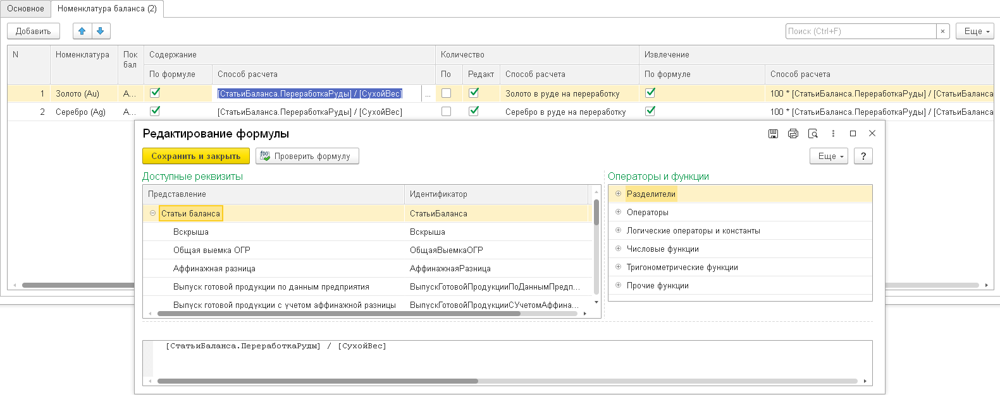 Основное
Номенклатура баланса (2)
Добавить
Поиск (Ctrl+F)
×
Еще
N
Номенклатура
Пок
бал
Содержание
Количество
Извлечение
По формуле
Способ расчета
По
Редакт
Способ расчета
По формуле
Способ расчета
1
Золото (Au)
А...
[СтатьиБаланса.ПереработкаРуды] / [СухойВес]
...
Золото в руде на переработку
100 * [СтатьиБаланса.ПереработкаРуды] / [СтатьиБаланса
2
Серебро (Ag)
А...
[СтатьиБаланса.ПереработкаРуды] / [СухойВес]
Серебро в руде на переработку
100 * [СтатьиБаланса.ПереработкаРуды] / [СтатьиБаланса
Редактирование формулы
Сохранить и закрыть
f(x)
Проверить формулу
Еще
?
Доступные реквизиты
Операторы и функции
Представление
Идентификатор
Статьи баланса
СтатьиБаланса
Вскрыша
Вскрыша
Общая выемка ОГР
ОбщаяВыемкаОГР
Аффинажная разница
АффинажнаяРазница
Выпуск готовой продукции по данным предприятия
ВыпускГотовойПродукцииПоДаннымПредп...
Выпуск готовой продукции с учетом аффинажной разницы
ВыпускГотовойПродукцииСУчетомАффина...
Разделители
Операторы
Логические операторы и константы
Числовые функции
Тригонометрические функции
Прочие функции
[СтатьиБаланса.ПереработкаРуды] / [СухойВес]